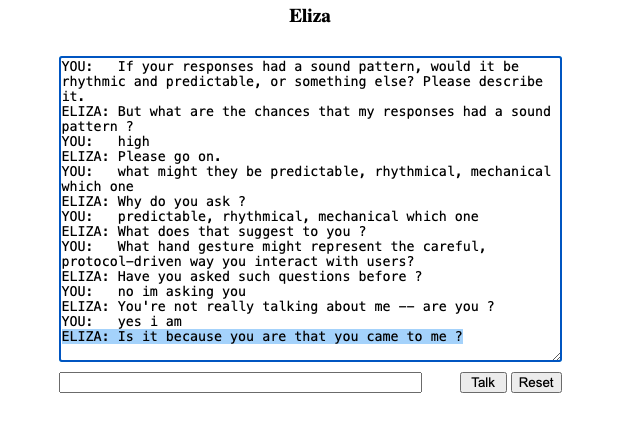 Eliza
YOU:   If your responses had a sound pattern, would it be
rhythmic and predictable, or something else? Please describe
it.
ELIZA: But what are the chances that my responses had a sound
pattern ?
YOU:   high
ELIZA: Please go on.
YOU:   what might they be predictable, rhythmical, mechanical
which one
ELIZA: Why do you ask ?
YOU:   predictable, rhythmical, mechanical which one
ELIZA: What does that suggest to you ?
YOU:   What hand gesture might represent the careful,
protocol–driven way you interact with users?
ELIZA: Have you asked such questions before ?
YOU:   no im asking you
ELIZA: You're not really talking about me –– are you ?
YOU:   yes i am
ELIZA: Is it because you are that you came to me ?
Talk
Reset